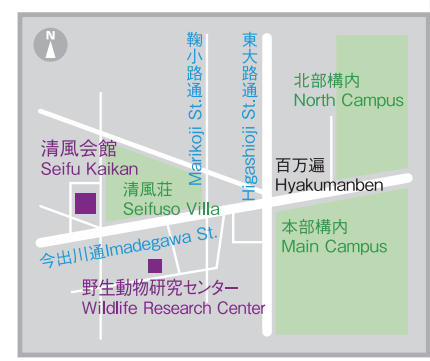 N
鞠小路通
Marikoji St.
東大路通
Higashioji St.
北部構内
North Campus
清風会館
Seifu Kaikan
清風荘
Seifuso Villa
百万遍
Hyakumanben
本部構内
Main Campus
今出川通Imadegawa St.
野生動物研究センター
Wildlife Research Center